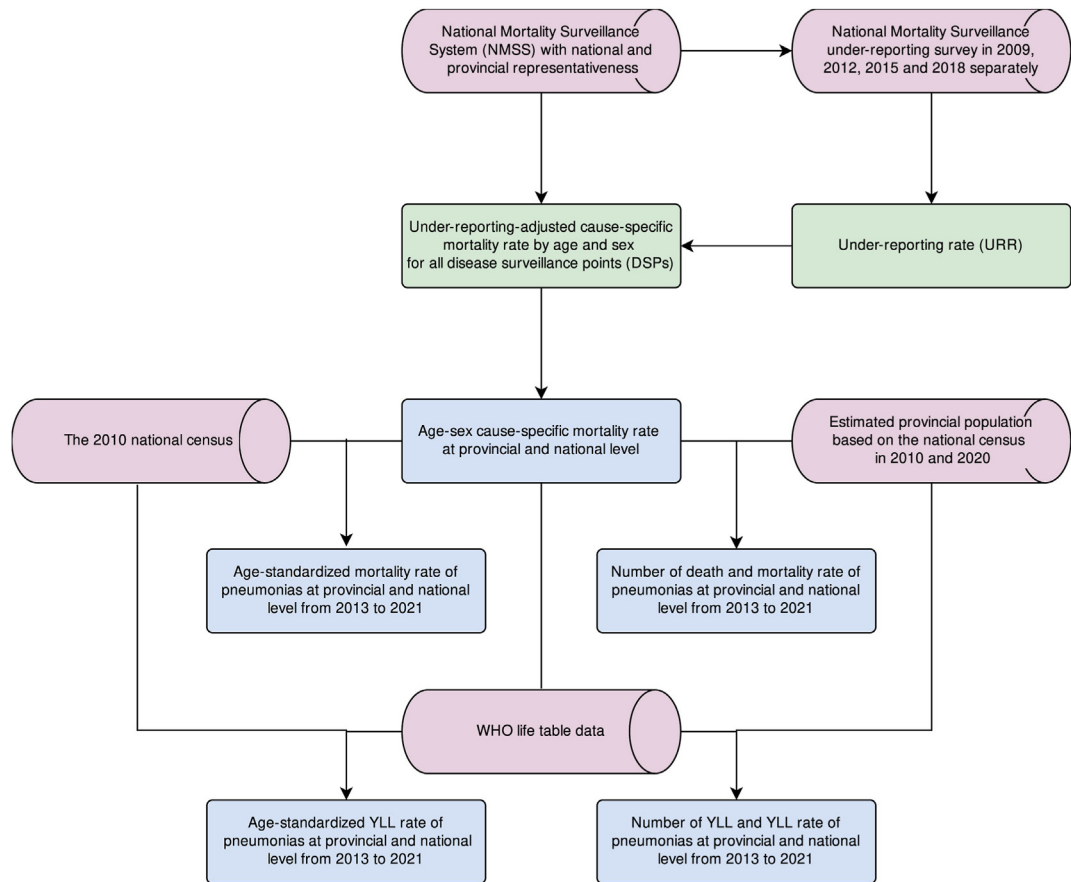 National Mortality Surveillance
System (NMSS) with national and
provincial representativeness
National Mortality Surveillance
under-reporting survey in 2009,
2012, 2015 and 2018 separately
Under-reporting-adjusted cause-specific
mortality rate by age and sex
for all disease surveillance points (DSPs)
Under-reporting rate (URR)
The 2010 national census
Age-sex cause-specific mortality rate
at provincial and national level
Estimated provincial population
based on the national census
in 2010 and 2020
Age-standardized mortality rate of
pneumonias at provincial and national
level from 2013 to 2021
Number of death and mortality rate of
pneumonias at provincial and national
level from 2013 to 2021
WHO life table data
Age-standardized YLL rate of
pneumonias at provincial and national
level from 2013 to 2021
Number of YLL and YLL rate of
pneumonias at provincial and national
level from 2013 to 2021